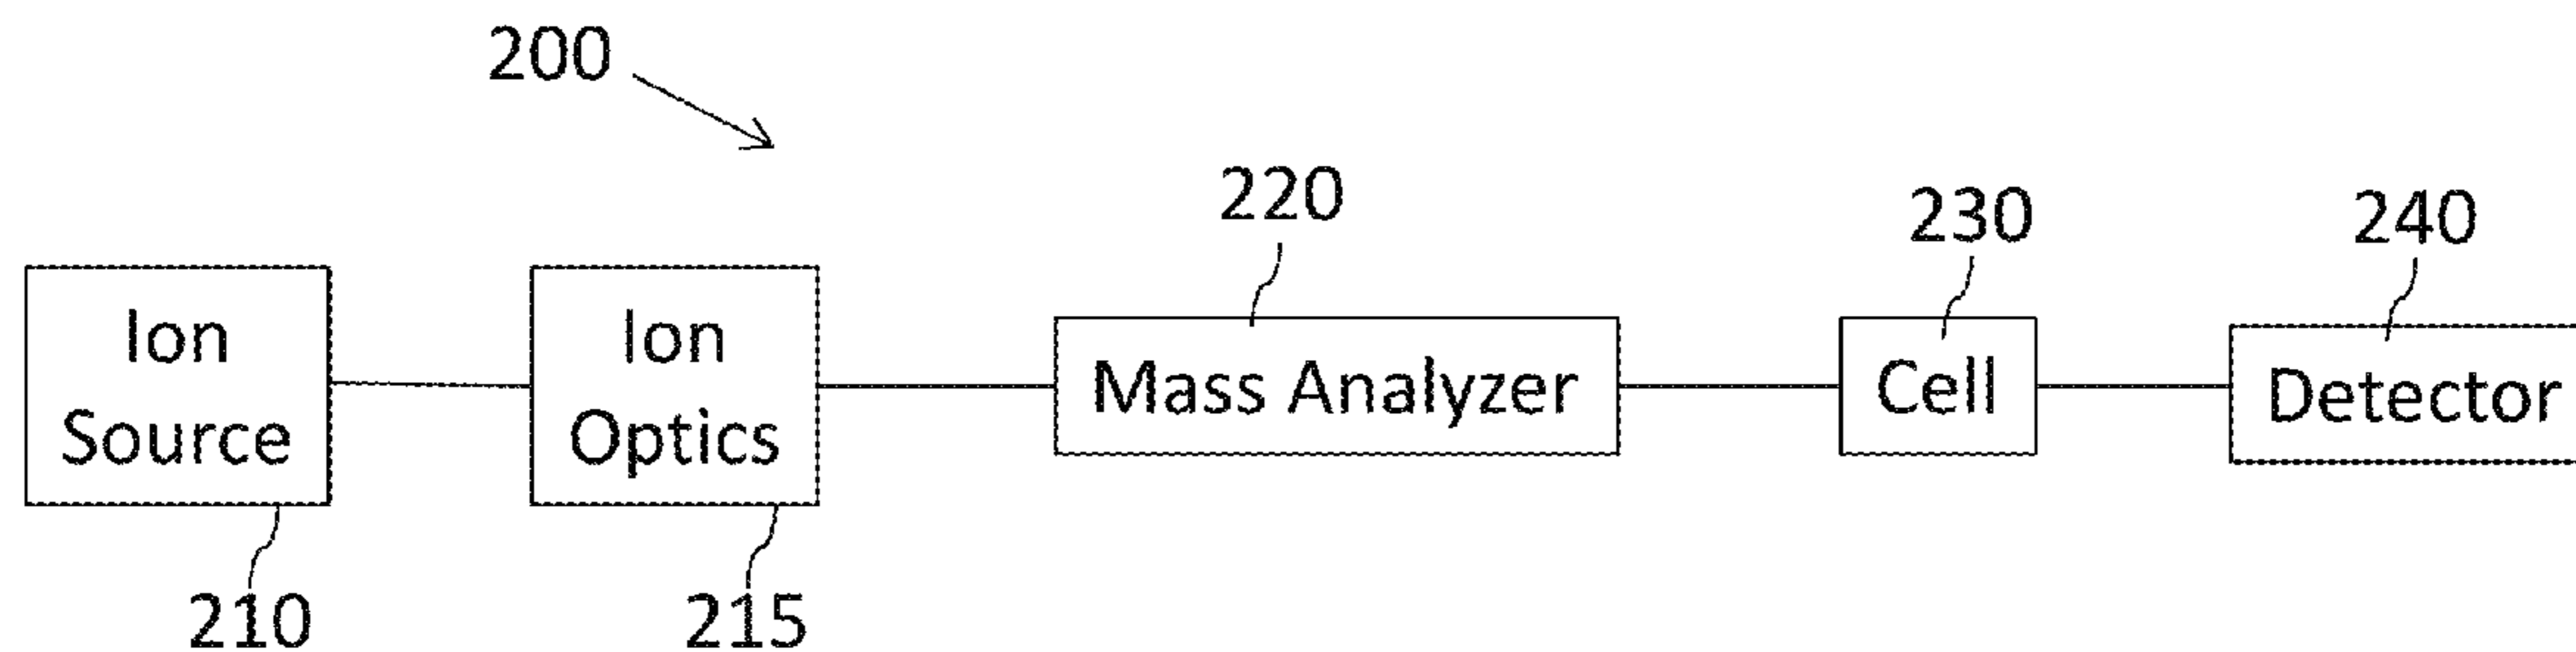 200
220
230
240
Ion
Source
Ion
Optics
Mass Analyzer
Cell
Detector
210
215